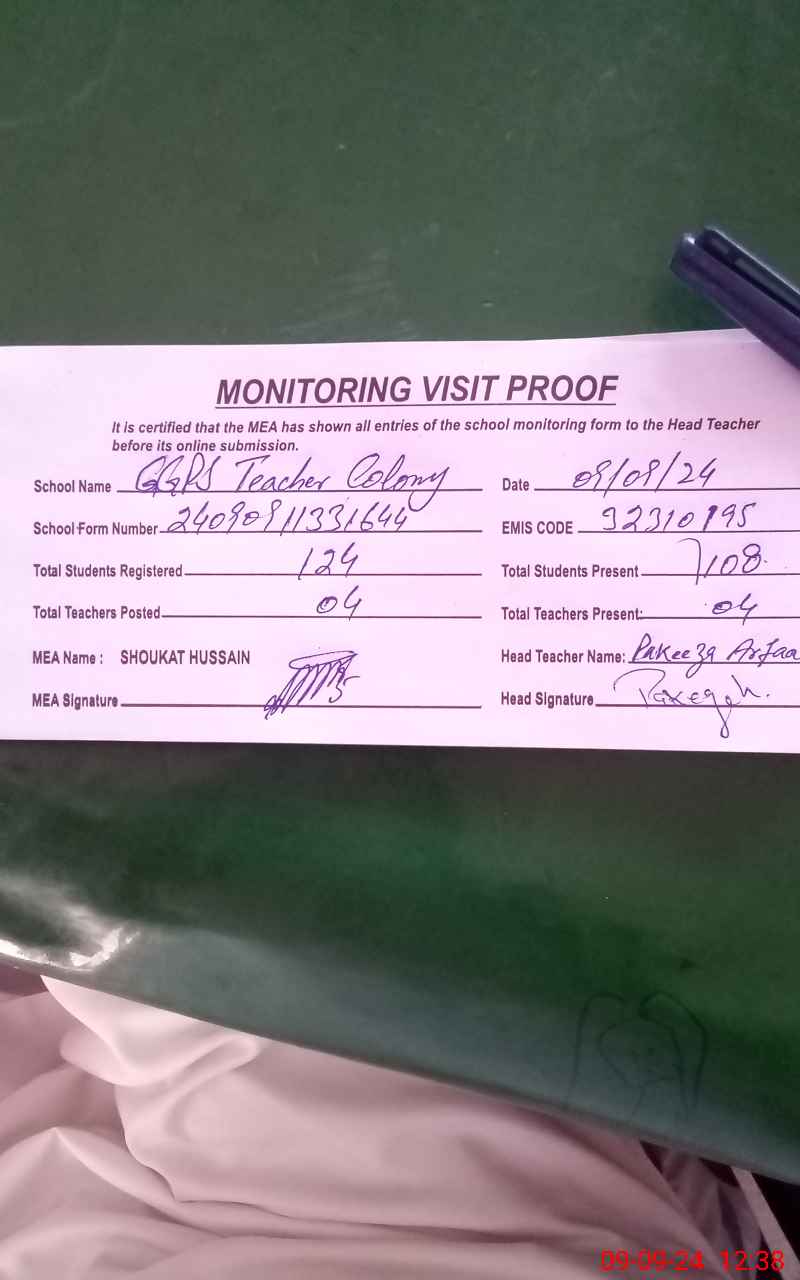 MONITORING VISIT PROOF
It is certified that the MEA has shown all entries of the school monitoring form to the Head Teacher
before its online submission.
School Name GGPS Teacher Colony Date 09/09/24
School Form Number 24090911331644 EMIS CODE 32310195
Total Students Registered 124 Total Students Present 108
Total Teachers Posted 04 Total Teachers Present: 04
MEA Name : SHOUKAT HUSSAIN Head Teacher Name: Pakeeza
MEA Signature Head Signature
09-09-24 12:38